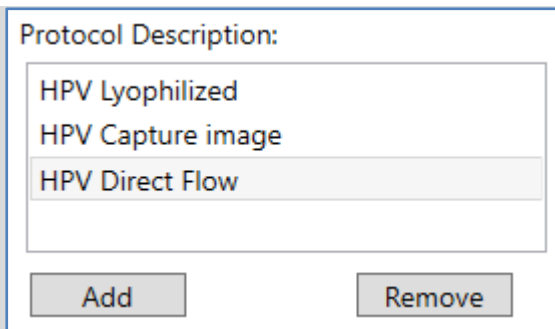 Protocol Description:
HPV Lyophilized
HPV Capture image
HPV Direct Flow
Add
Remove